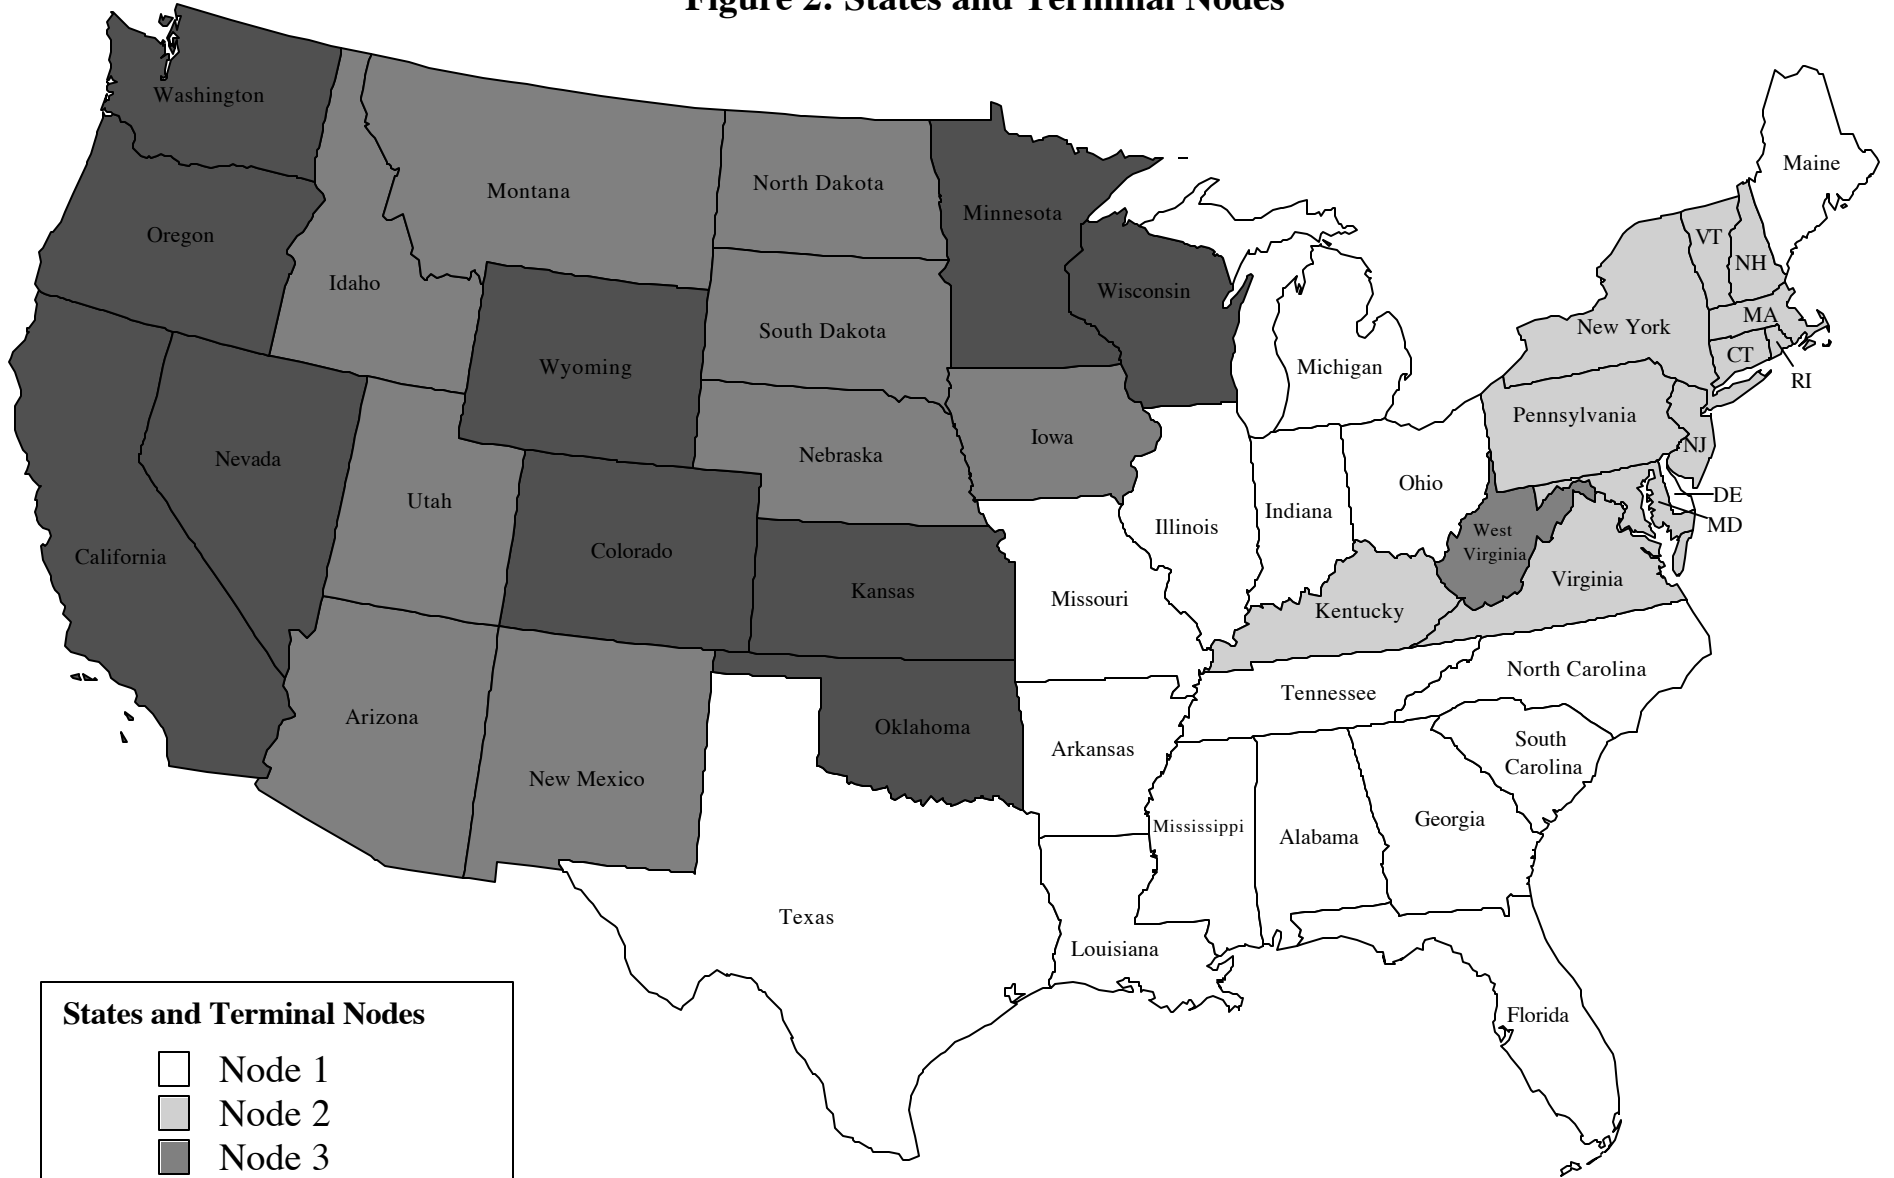 Figure 2: States and Terminal Nodes
Washington
Maine
Montana
North Dakota
Minnesota
Oregon
VT
NH
Idaho
Wisconsin
MA
New York
South Dakota
CT
Wyoming
Michigan
RI
Pennsylvania
Iowa
NJ
Nebraska
Nevada
Ohio
DE
Utah
Indiana
MD
Illinois
West
Virginia
Colorado
California
Virginia
Kansas
Missouri
Kentucky
North Carolina
Tennessee
Arizona
Oklahoma
South
Carolina
Arkansas
New Mexico
Georgia
Mississippi
Alabama
Texas
Louisiana
Florida
States and Terminal Nodes
Node 1
Node 2
Node 3